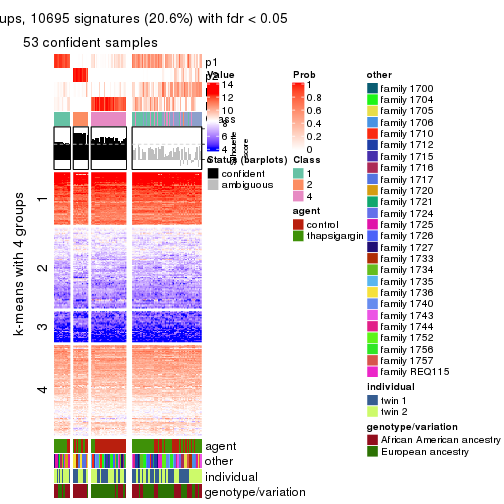 ups, 10695 signatures (20.6%) with fdr < 0.05
53 confident samples
p1
p2
Value
14
12
10
8
6
4
Prob
1
0.8
0.6
0.4
0.2
0
Status (barplots)
confident
ambiguous
Class
1
2
4
agent
control
thapsigargin
other
family 1700
family 1704
family 1705
family 1706
family 1710
family 1712
family 1715
family 1716
family 1717
family 1720
family 1721
family 1724
family 1725
family 1726
family 1727
family 1733
family 1734
family 1735
family 1736
family 1740
family 1743
family 1744
family 1752
family 1756
family 1757
family REQ115
individual
twin 1
twin 2
genotype/variation
African American ancestry
European ancestry
k-means with 4 groups
1
2
3
4
agent
other
individual
genotype/variation